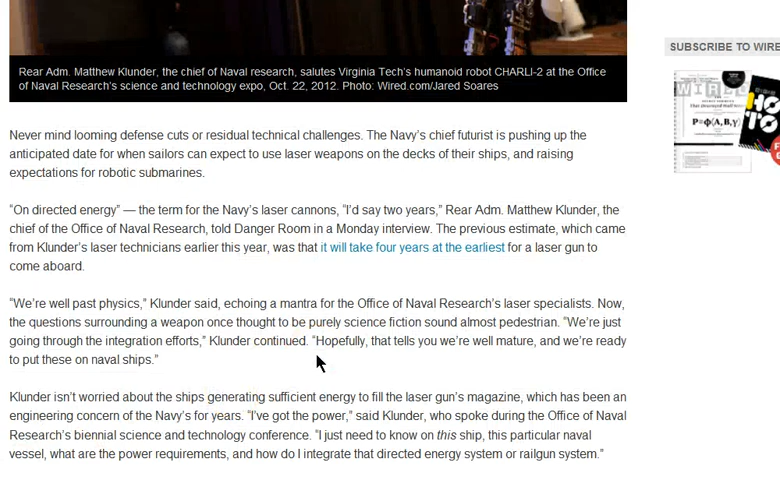 Rear Adm. Matthew Klunder, the chief of Naval research, salutes Virginia Tech's humanoid robot CHARLI-2 at the Office
of Naval Research's science and technology expo, Oct. 22, 2012. Photo: Wired.com/Jared Soares
SUBSCRIBE TO WIRE
WIRED
P=Φ(A,B,γ)
HO
TO
F
Never mind looming defense cuts or residual technical challenges. The Navy's chief futurist is pushing up the
anticipated date for when sailors can expect to use laser weapons on the decks of their ships, and raising
expectations for robotic submarines.
“On directed energy” — the term for the Navy's laser cannons, “I'd say two years,” Rear Adm. Matthew Klunder, the
chief of the Office of Naval Research, told Danger Room in a Monday interview. The previous estimate, which came
from Klunder's laser technicians earlier this year, was that it will take four years at the earliest for a laser gun to
come aboard.
“We're well past physics,” Klunder said, echoing a mantra for the Office of Naval Research's laser specialists. Now,
the questions surrounding a weapon once thought to be purely science fiction sound almost pedestrian. “We're just
going through the integration efforts,” Klunder continued. “Hopefully, that tells you we're well mature, and we're ready
to put these on naval ships.”
Klunder isn't worried about the ships generating sufficient energy to fill the laser gun's magazine, which has been an
engineering concern of the Navy's for years. “I've got the power,” said Klunder, who spoke during the Office of Naval
Research's biennial science and technology conference. “I just need to know on this ship, this particular naval
vessel, what are the power requirements, and how do I integrate that directed energy system or railgun system.”